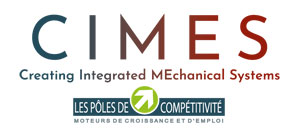 CIMES
Creating Integrated MEchanical Systems
LES PÔLES DE COMPÉTITIVITÉ
MOTEURS DE CROISSANCE ET D'EMPLOI